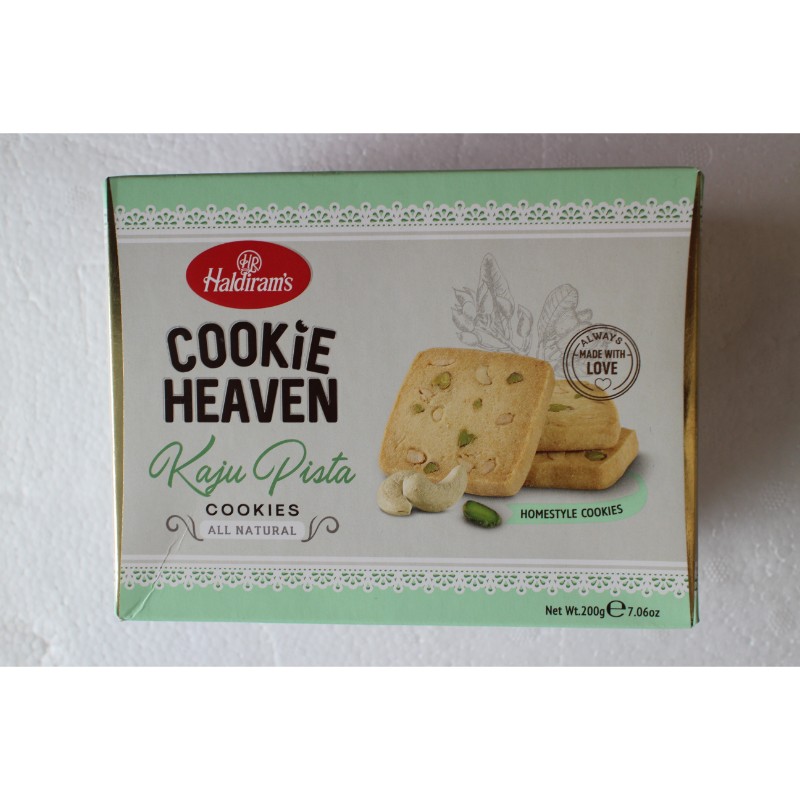 HR
Haldiram's
COOKiE
HEAVEN
Kaju Pista
COOKIES
ALL NATURAL
ALWAYS
MADE WITH
LOVE
HOMESTYLE COOKIES
Net Wt.200g℮7.06oz